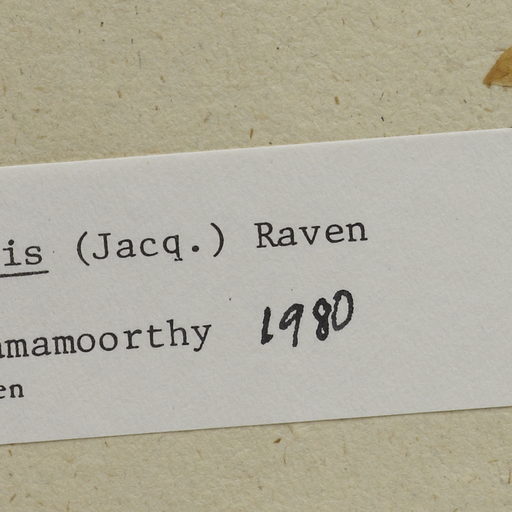 is (Jacq.) Raven
amamoorthy 1980
en